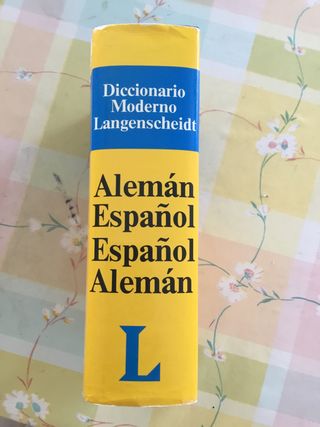 Diccionario
Moderno
Langenscheidt
Alemán
Español
Español
Alemán
L